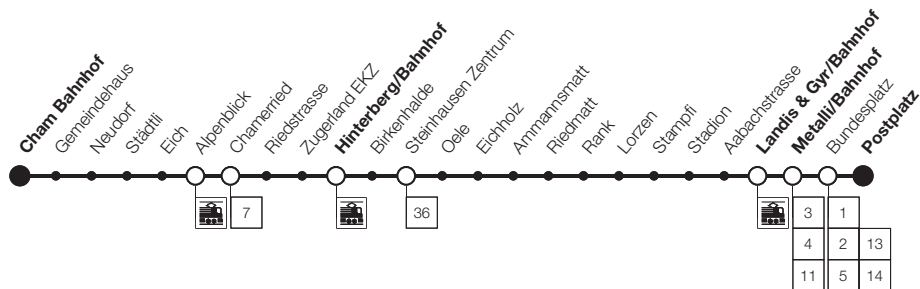 Cham Bahnhof
Gemeindehaus
Neudorf
Städtli
Eich
Alpenblick
Chamerried
Riedstrasse
Zugerland EKZ
Hinterberg/Bahnhof
Birkenhalde
Steinhausen Zentrum
Oele
Eichholz
Ammannsmatt
Riedmatt
Rank
Lorzen
Stampfi
Stadion
Aabachstrasse
Landis & Gyr/Bahnhof
Metalli/Bahnhof
Bundesplatz
Postplatz
7
36
3
1
4
2
13
11
5
14